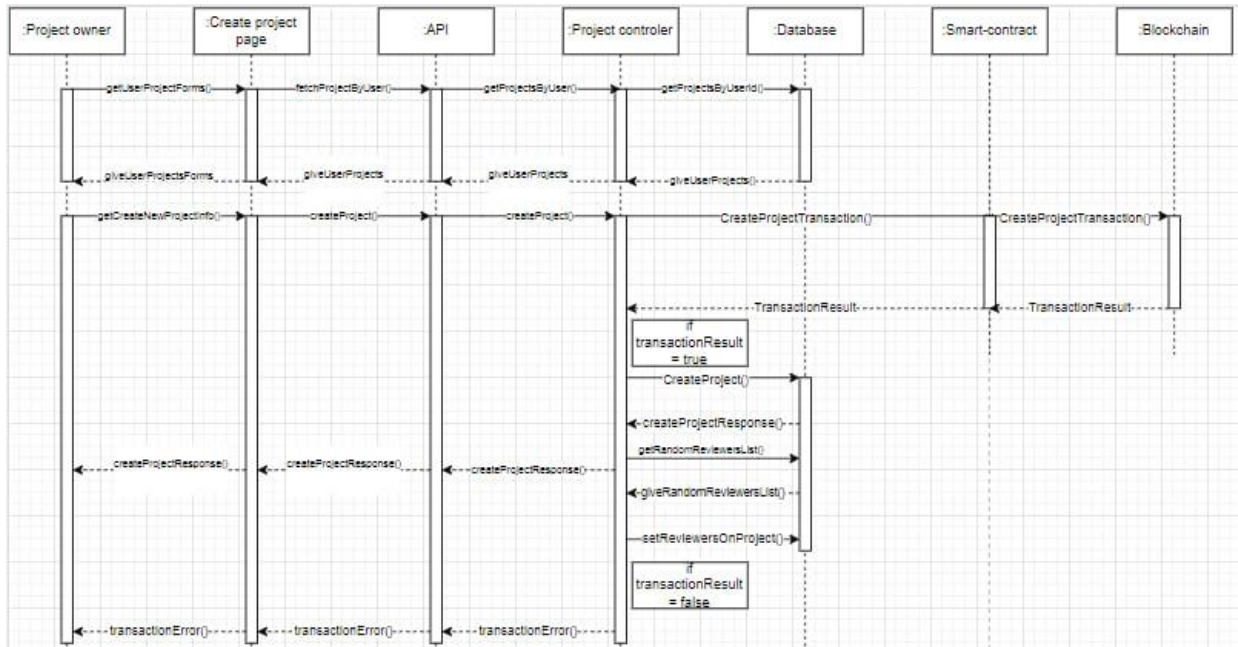 :Project owner
:Create project
page
:API
:Project controler
:Database
:Smart-contract
:Blockchain
getUserProjectForms()
fetchProjectByUser()
getProjectsByUser()
getProjectsByUserId()
giveUserProjectsForms
giveUserProjects
giveUserProjects
giveUserProjects()
getCreateNewProjectInfo()
createProject()
createProject()
CreateProjectTransaction()
CreateProjectTransaction()
TransactionResult
TransactionResult
if
transactionResult
= true
CreateProject()
createProjectResponse()
getRandomReviewersList()
createProjectResponse()
createProjectResponse()
createProjectResponse()
giveRandomReviewersList()
setReviewersOnProject()
if
transactionResult
= false
transactionError()
transactionError()
transactionError()